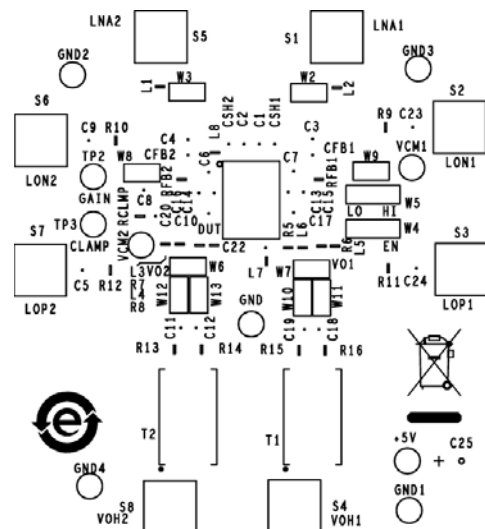 LNA2
LNA1
S5
S1
GND2
GND3
L1
W3
W2
L2
S6
S2
C9
R10
C4
L8
CSH2
C2
C1
CSH1
C3
R9
C23
LON2
TP2
W8
CFB2
C6
C7
CFB1
W9
VCM1
LON1
GAIN
RCLMP
C8
RFB2
RFB1
W5
S7
TP3
C20
C16
C14
C10
C13
C15
C17
LO
HI
CLAMP
VCM2
DUT
C22
R5
L6
R6
L5
W4
EN
S3
LOP2
C5
R12
L3
VO2
R7
L4
R8
W6
L7
W7
VO1
R11
C24
LOP1
W12
W13
GND
W10
W11
C11
C12
C19
C18
R13
R14
R15
R16
e
T2
T1
+5V
+
C25
GND4
S8
VOH2
S4
VOH1
GND1